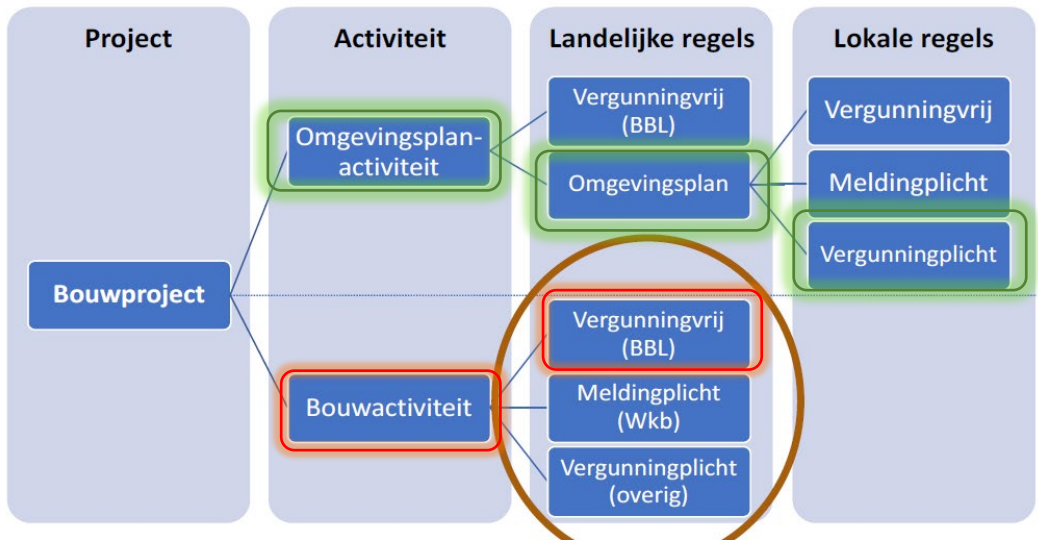 Project
Activiteit
Landelijke regels
Lokale regels
Omgevingsplan-
activiteit
Vergunningvrij
(BBL)
Omgevingsplan
Vergunningvrij
Meldingplicht
Vergunningplicht
Bouwproject
Bouwactiviteit
Vergunningvrij
(BBL)
Meldingplicht
(Wkb)
Vergunningplicht
(overig)